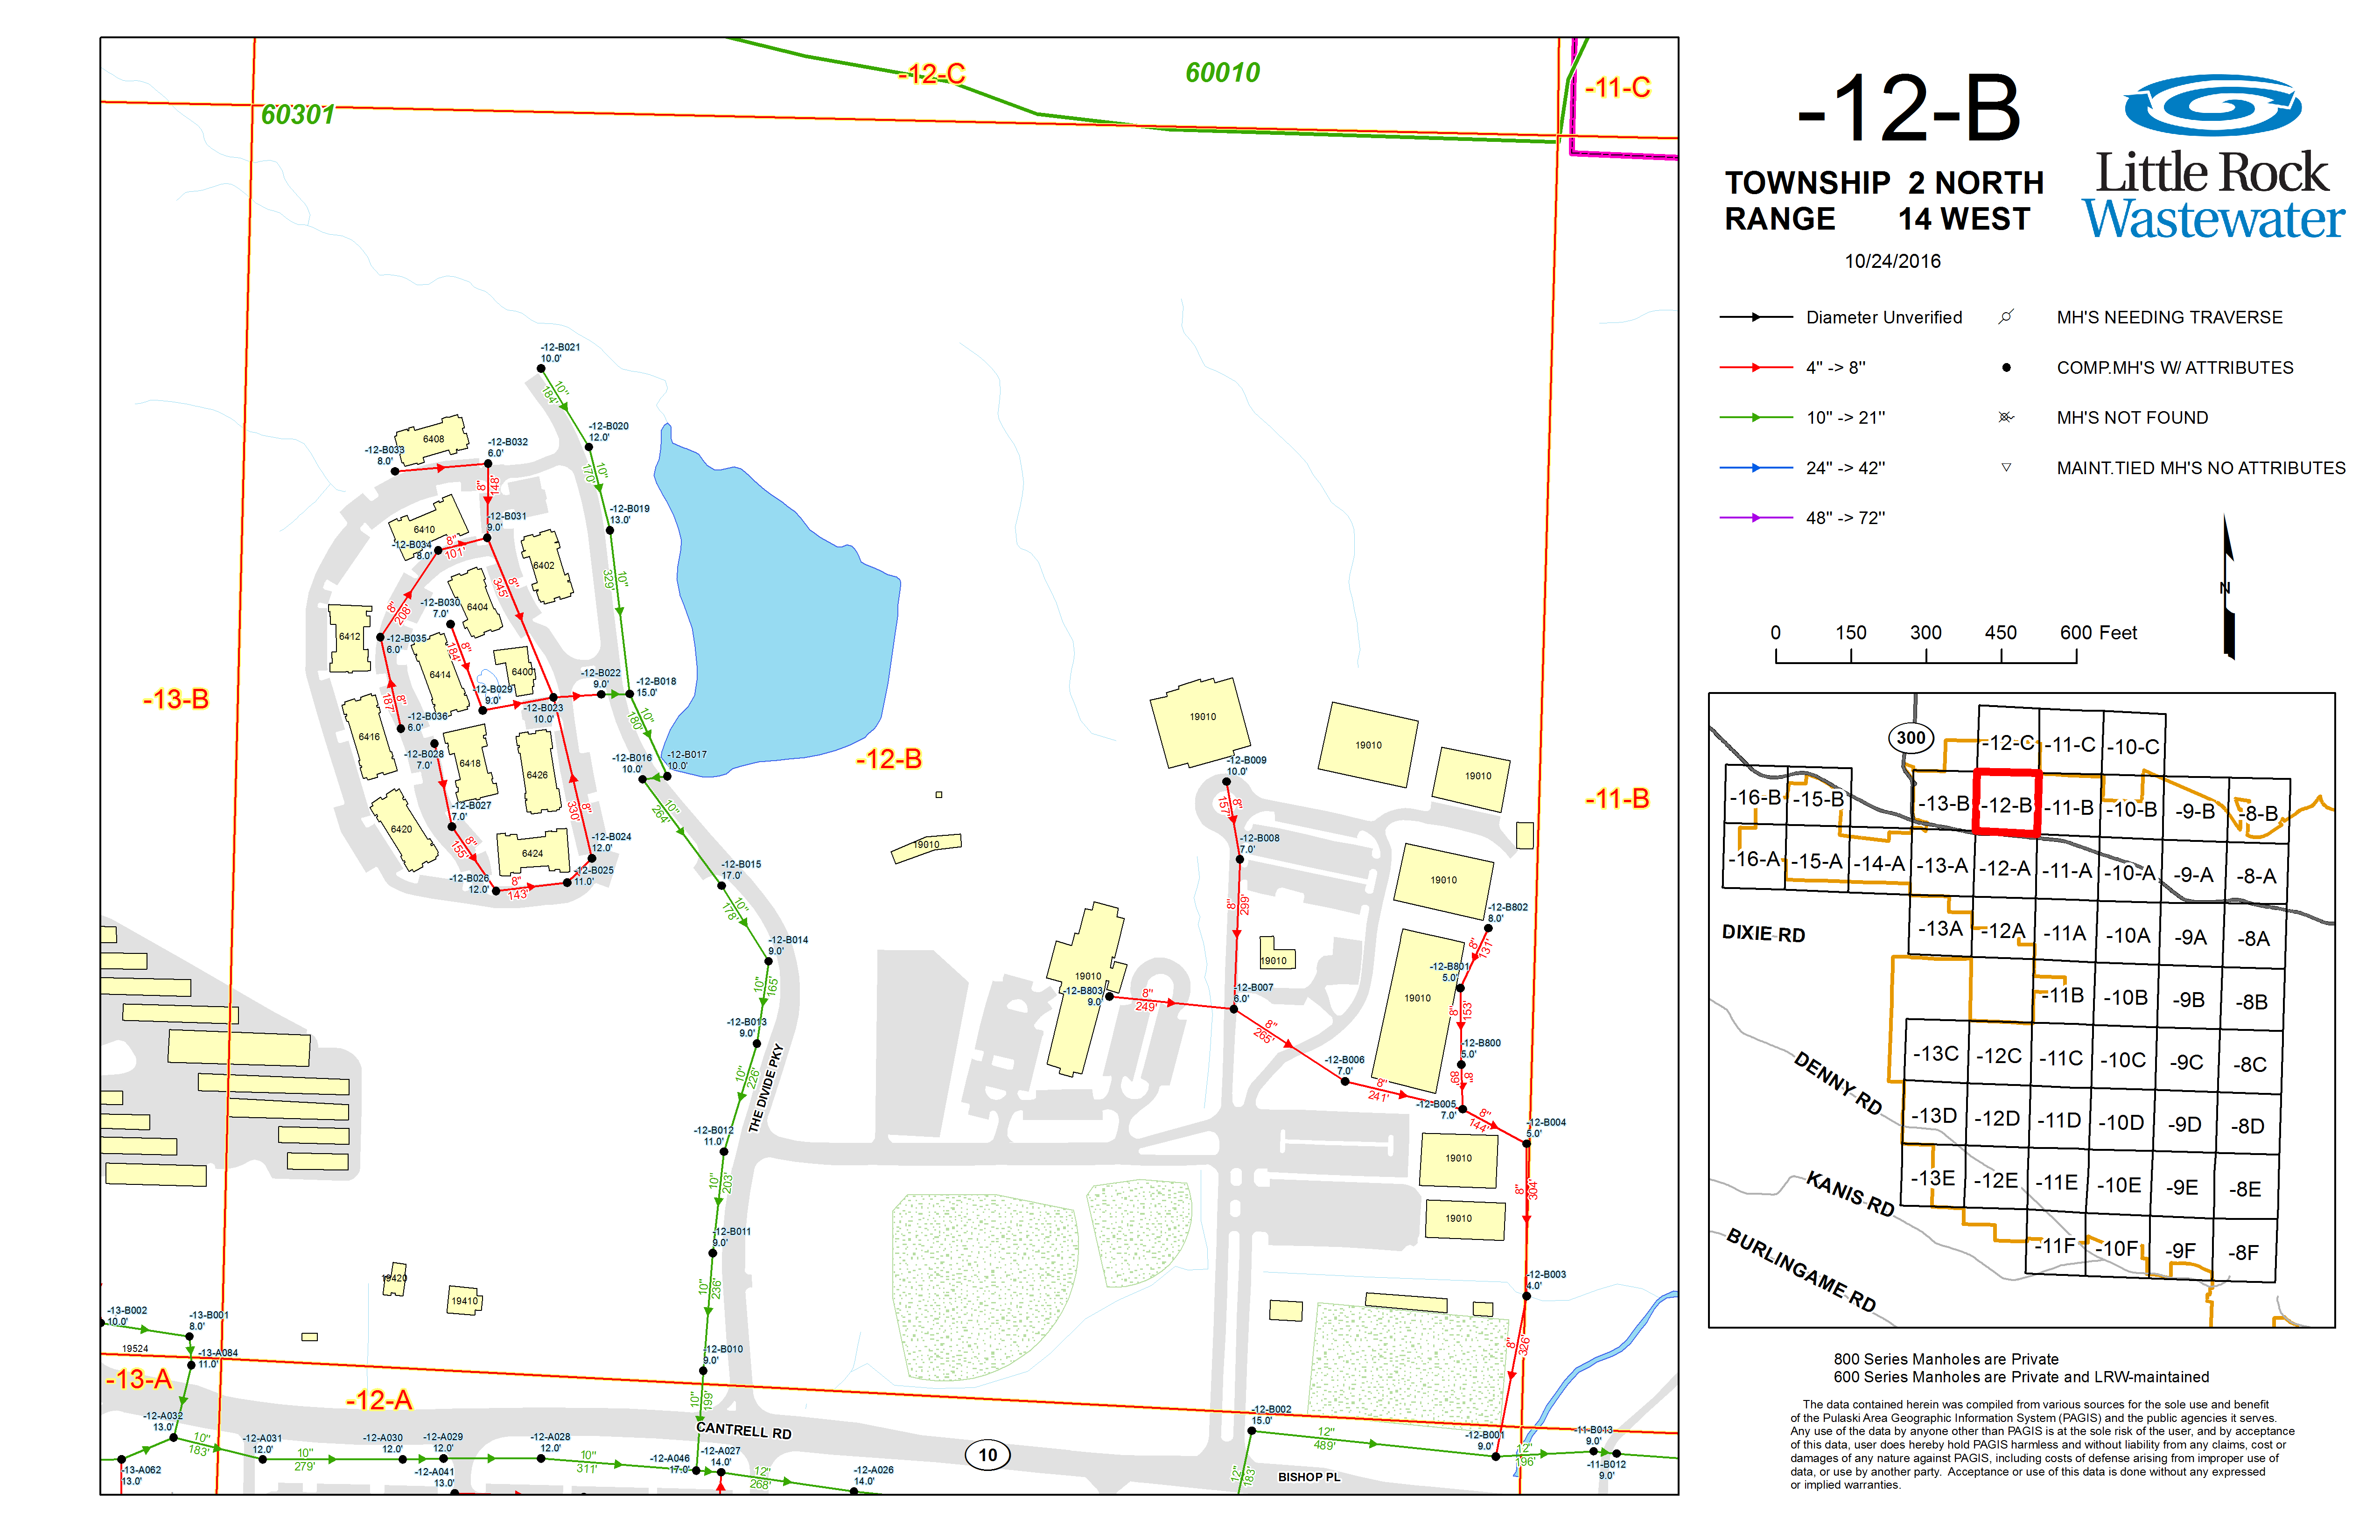 60301
-12-C
60010
-11-C
-12-B
TOWNSHIP 2 NORTH
RANGE 14 WEST
10/24/2016
Little Rock
Wastewater
Diameter Unverified
4" -> 8"
10" -> 21"
24" -> 42"
48" -> 72"
MH'S NEEDING TRAVERSE
COMP.MH'S W/ ATTRIBUTES
MH'S NOT FOUND
MAINT.TIED MH'S NO ATTRIBUTES
N
0 150 300 450 600 Feet
-12-B021
10.0'
10"
184'
-12-B020
12.0'
10"
170'
-12-B019
13.0'
10"
329'
6408
-12-B033
8.0'
-12-B032
6.0'
8"
148'
-12-B031
9.0'
6410
-12-B034
8.0'
8"
101'
6402
8"
345'
6404
-12-B030
7.0'
8"
208'
6412
-12-B035
6.0'
8"
184'
6414
6400
-12-B029
9.0'
-12-B022
9.0'
-12-B018
15.0'
-12-B023
10.0'
8"
187'
-12-B036
6.0'
10"
180'
6416
-12-B028
7.0'
6418
6426
-12-B016
10.0'
-12-B017
10.0'
-12-B027
7.0'
8"
330'
10"
264'
6420
8"
155'
6424
-12-B024
12.0'
-12-B026
12.0'
8"
143'
-12-B025
11.0'
-12-B015
17.0'
10"
178'
-12-B014
9.0'
10"
165'
-12-B013
9.0'
THE DIVIDE PKY
10"
226'
-12-B012
11.0'
10"
203'
-12-B011
9.0'
10"
236'
-12-B010
9.0'
10"
199'
-13-B
-12-B
-11-B
19010
19010
19010
19010
-12-B009
10.0'
8"
157'
-12-B008
7.0'
8"
299'
19010
-12-B802
8.0'
8"
131'
19010
19010
-12-B803
9.0'
8"
249'
-12-B007
6.0'
-12-B801
5.0'
19010
8"
153'
8"
265'
-12-B006
7.0'
-12-B800
5.0'
8"
89'
8"
241'
-12-B005
7.0'
8"
144'
-12-B004
5.0'
19010
8"
304'
19010
-12-B003
4.0'
8"
326'
19420
19410
-13-B002
10.0'
-13-B001
8.0'
19524
-13-A084
11.0'
-13-A
-12-A
-12-A032
13.0'
10"
183'
-12-A031
12.0'
10"
279'
-12-A030
12.0'
-12-A029
12.0'
-12-A028
12.0'
10"
311'
-12-A046
17.0'
-12-A027
14.0'
12"
268'
-12-A026
14.0'
-13-A062
13.0'
-12-A041
13.0'
CANTRELL RD
10
-12-B002
15.0'
12"
183'
12"
489'
BISHOP PL
-12-B001
9.0'
12"
196'
-11-B013
9.0'
-11-B012
9.0'
300
-12-C -11-C -10-C
-16-B -15-B -13-B -12-B -11-B -10-B -9-B -8-B
-16-A -15-A -14-A -13-A -12-A -11-A -10-A -9-A -8-A
DIXIE RD
-13A -12A -11A -10A -9A -8A
-11B -10B -9B -8B
DENNY RD
-13C -12C -11C -10C -9C -8C
-13D -12D -11D -10D -9D -8D
KANIS RD
-13E -12E -11E -10E -9E -8E
BURLINGAME RD
-11F -10F -9F -8F
800 Series Manholes are Private
600 Series Manholes are Private and LRW-maintained
The data contained herein was compiled from various sources for the sole use and benefit
of the Pulaski Area Geographic Information System (PAGIS) and the public agencies it serves.
Any use of the data by anyone other than PAGIS is at the sole risk of the user, and by acceptance
of this data, user does hereby hold PAGIS harmless and without liability from any claims, cost or
damages of any nature against PAGIS, including costs of defense arising from improper use of
data, or use by another party. Acceptance or use of this data is done without any expressed
or implied warranties.